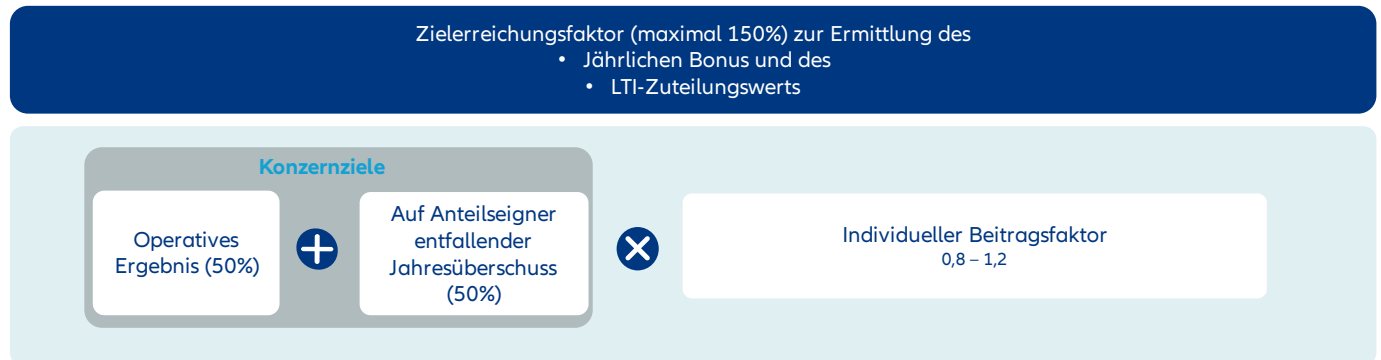 Zielerreichungsfaktor (maximal 150%) zur Ermittlung des
• Jährlichen Bonus und des
• LTI-Zuteilungswerts
Konzernziele
Operatives
Ergebnis (50%)
Auf Anteilseigner
entfallender
Jahresüberschuss
(50%)
Individueller Beitragsfaktor
0,8 – 1,2